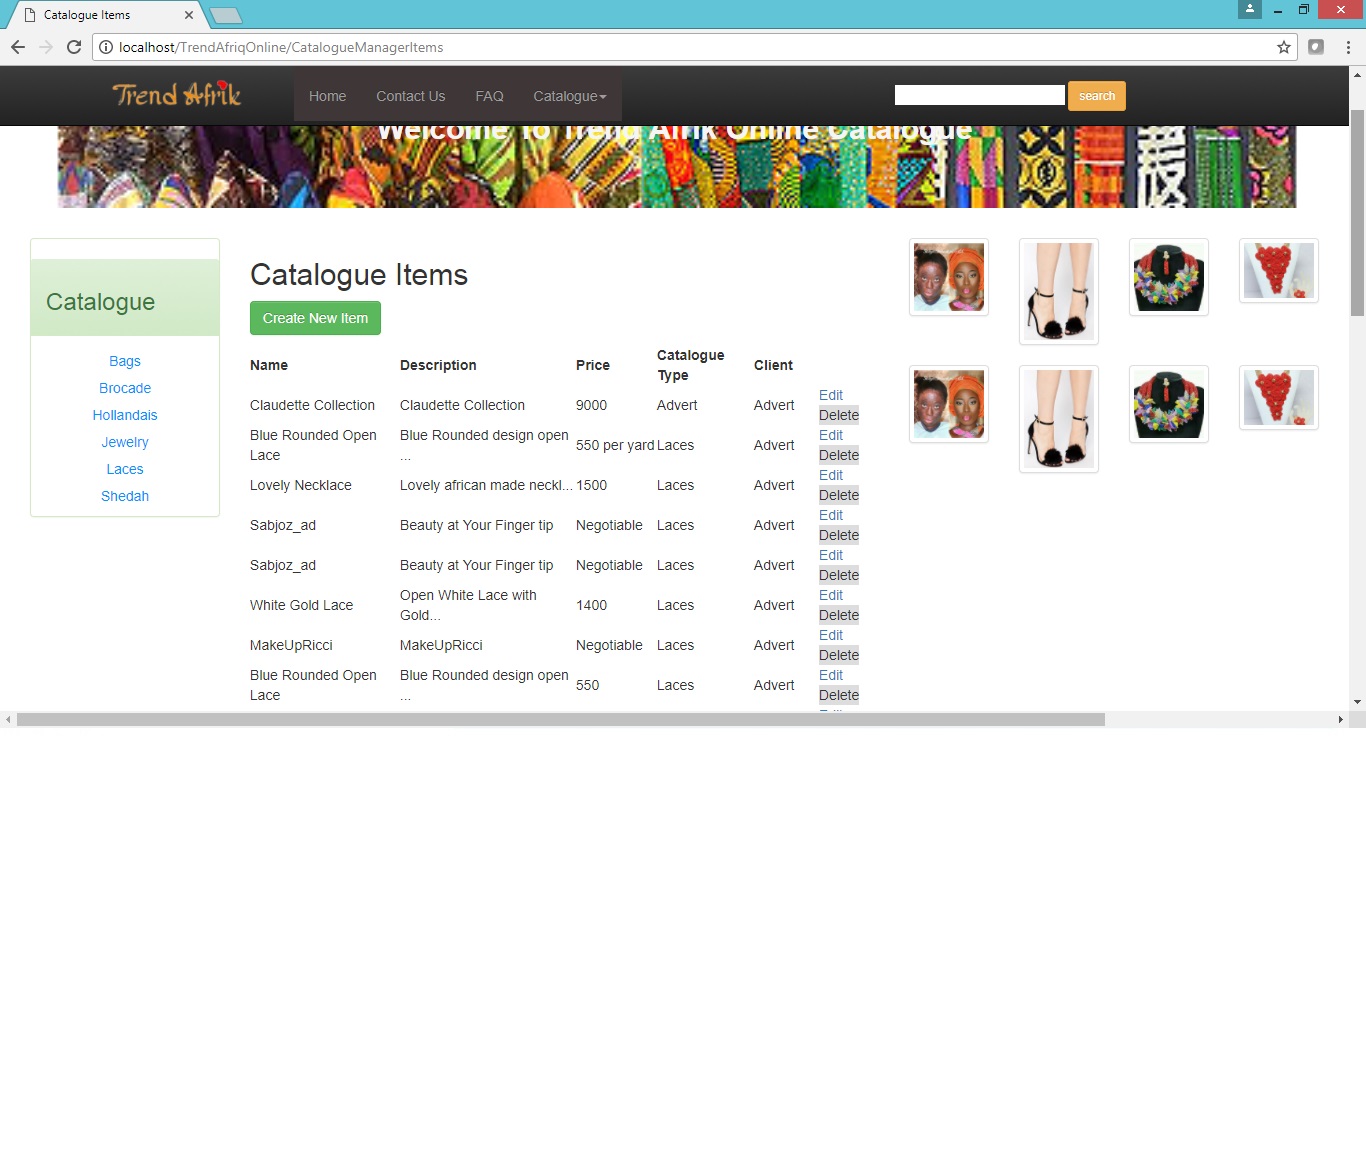 Catalogue Items
localhost/TrendAfriqOnline/CatalogueManagerItems
Trend Afrik
Home Contact Us FAQ Catalogue
search
Welcome To Trend Afrik Online Catalogue
Catalogue
Bags
Brocade
Hollandais
Jewelry
Laces
Shedah
Catalogue Items
Create New Item
Name Description Price Catalogue Type Client
Claudette Collection Claudette Collection 9000 Advert Advert Edit
Delete
Blue Rounded Open Lace Blue Rounded design open ... 550 per yard Laces Advert Edit
Delete
Lovely Necklace Lovely african made neckl... 1500 Laces Advert Edit
Delete
Sabjoz_ad Beauty at Your Finger tip Negotiable Laces Advert Edit
Delete
Sabjoz_ad Beauty at Your Finger tip Negotiable Laces Advert Edit
Delete
White Gold Lace Open White Lace with Gold... 1400 Laces Advert Edit
Delete
MakeUpRicci MakeUpRicci Negotiable Laces Advert Edit
Delete
Blue Rounded Open Lace Blue Rounded design open ... 550 Laces Advert Edit
Delete